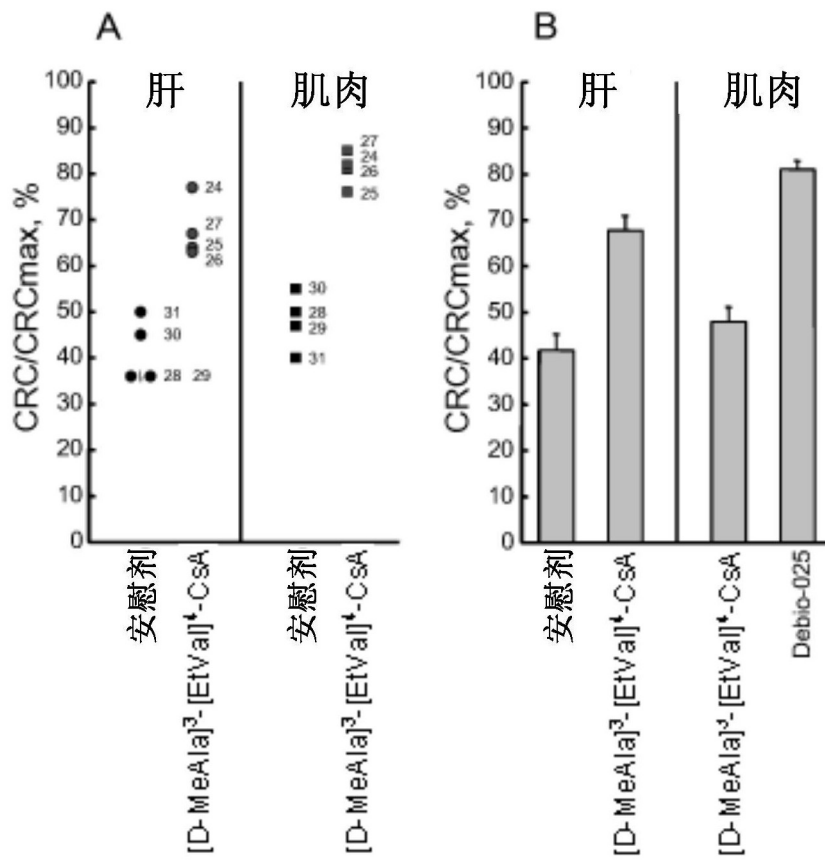 A
肝
肌肉
CRC/CRCmax, %
100
90
80
70
60
50
40
30
20
10
0
24
27
25
26
31
30
28 29
27
24
26
25
30
28
29
31
安慰剂
[D-MeAla]³-[EtVal]⁴-CsA
安慰剂
[D-MeAla]³-[EtVal]⁴-CsA
B
肝
肌肉
CRC/CRCmax, %
100
90
80
70
60
50
40
30
20
10
0
安慰剂
[D-MeAla]³-[EtVal]⁴-CsA
[D-MeAla]³-[EtVal]⁴-CsA
Debio-025